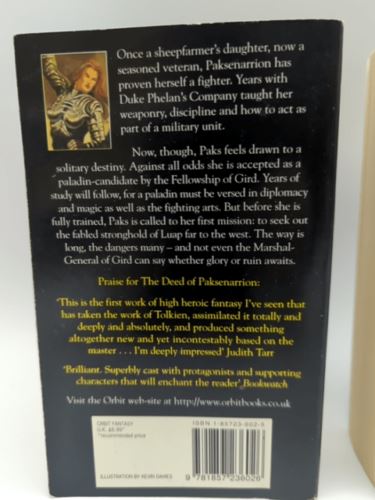 Once a sheepfarmer's daughter, now a
seasoned veteran, Paksenarrion has
proven herself a fighter. Years with
Duke Phelan's Company taught her
weaponry, discipline and how to act as
part of a military unit.
Now, though, Paks feels drawn to a
solitary destiny. Against all odds she is accepted as a
paladin-candidate by the Fellowship of Gird. Years of
study will follow, for a paladin must be versed in diplomacy
and magic as well as the fighting arts. But before she is
fully trained, Paks is called to her first mission: to seek out
the fabled stronghold of Luap far to the west. The way is
long, the dangers many – and not even the Marshal-
General of Gird can say whether glory or ruin awaits.
Praise for The Deed of Paksenarrion:
'This is the first work of high heroic fantasy I've seen that
has taken the work of Tolkien, assimilated it totally and
deeply and absolutely, and produced something
altogether new and yet incontestably based on the
master . . . I'm deeply impressed' Judith Tarr
'Brilliant. Superbly cast with protagonists and supporting
characters that will enchant the reader' Bookwatch
Visit the Orbit web-site at http://www.orbitbooks.co.uk
ORBIT FANTASY
U.K. £5.99*
*recommended price
ILLUSTRATION BY KEVIN DAVIES
ISBN 1-85723-602-5
9 781857 236026